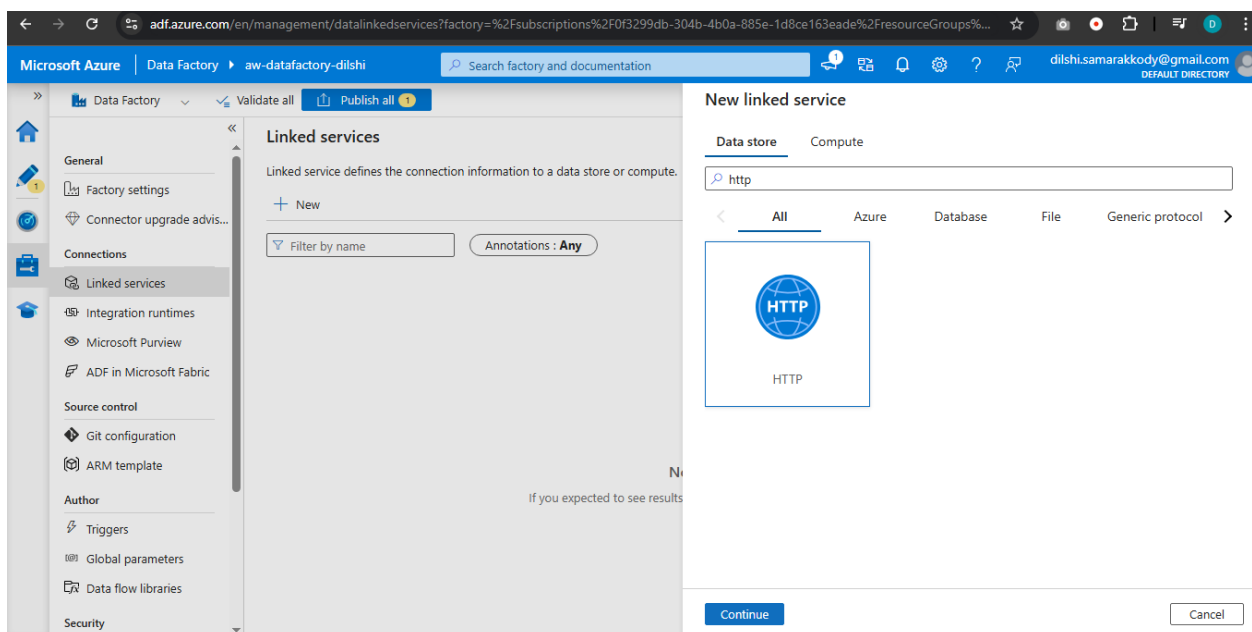 adf.azure.com/en/management/datalinkedservices?factory=%2Fsubscriptions%2F0f3299db-304b-4b0a-885e-1d8ce163eade%2FresourceGroups%...
D
Microsoft Azure
Data Factory
aw-datafactory-dilshi
Search factory and documentation
1
dilshi.samarakkody@gmail.com
DEFAULT DIRECTORY
Data Factory
Validate all
Publish all 1
1
General
Factory settings
Connector upgrade advis...
Connections
Linked services
Integration runtimes
Microsoft Purview
ADF in Microsoft Fabric
Source control
Git configuration
ARM template
Author
Triggers
Global parameters
Data flow libraries
Security
Linked services
Linked service defines the connection information to a data store or compute.
New
Filter by name
Annotations : Any
If you expected to see results
New linked service
Data store Compute
http
All Azure Database File Generic protocol
HTTP
HTTP
Continue
Cancel